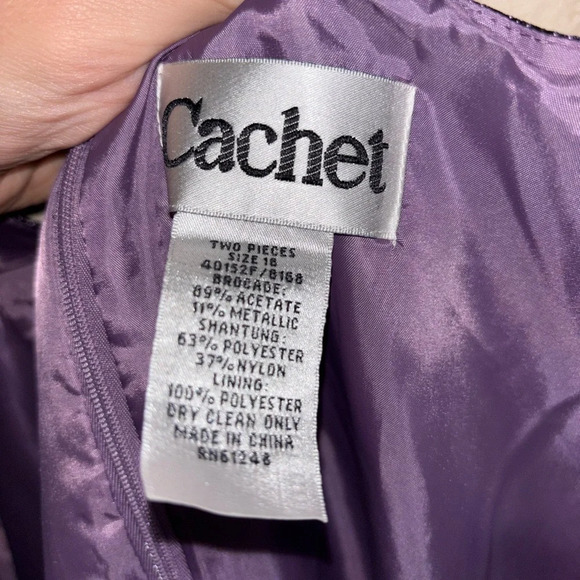 Cachet
TWO PIECES
SIZE 18
40152F/8168
BROCADE:
89% ACETATE
11% METALLIC
SHANTUNG:
63% POLYESTER
37% NYLON
LINING:
100% POLYESTER
DRY CLEAN ONLY
MADE IN CHINA
RN61246